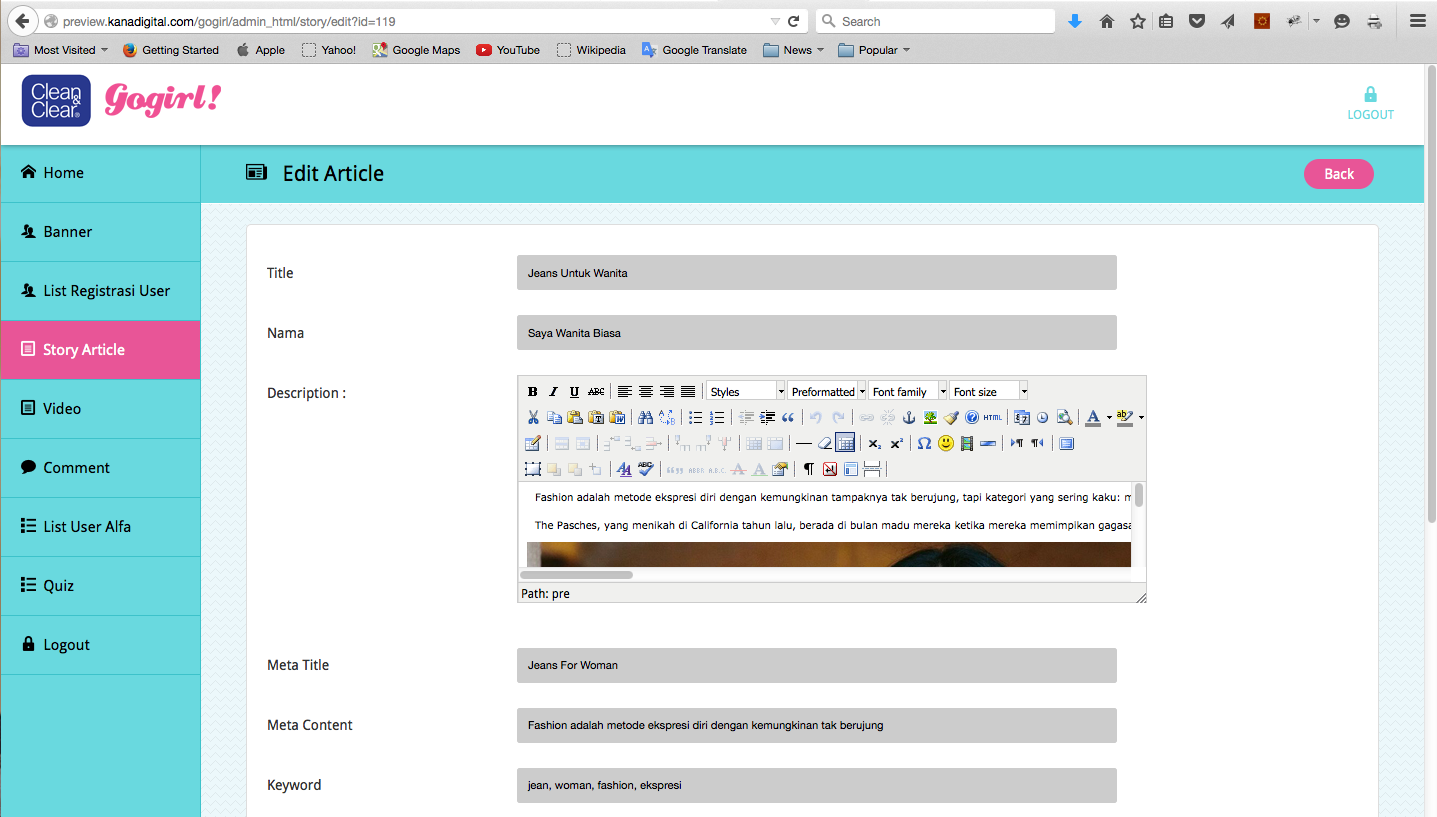 preview.kanadigital.com/gogirl/admin_html/story/edit?id=119
Search
Most Visited Getting Started Apple Yahoo! Google Maps YouTube Wikipedia Google Translate News Popular
Clean & Clear® Gogirl!
LOGOUT
Home
Banner
List Registrasi User
Story Article
Video
Comment
List User Alfa
Quiz
Logout
Edit Article
Back
Title Jeans Untuk Wanita
Nama Saya Wanita Biasa
Description :
B I U ABC Styles Preformatted Font family Font size
HTML A ab
Fashion adalah metode ekspresi diri dengan kemungkinan tampaknya tak berujung, tapi kategori yang sering kaku: m
The Pasches, yang menikah di California tahun lalu, berada di bulan madu mereka ketika mereka memimpikan gagasa
Path: pre
Meta Title Jeans For Woman
Meta Content Fashion adalah metode ekspresi diri dengan kemungkinan tak berujung
Keyword jean, woman, fashion, ekspresi